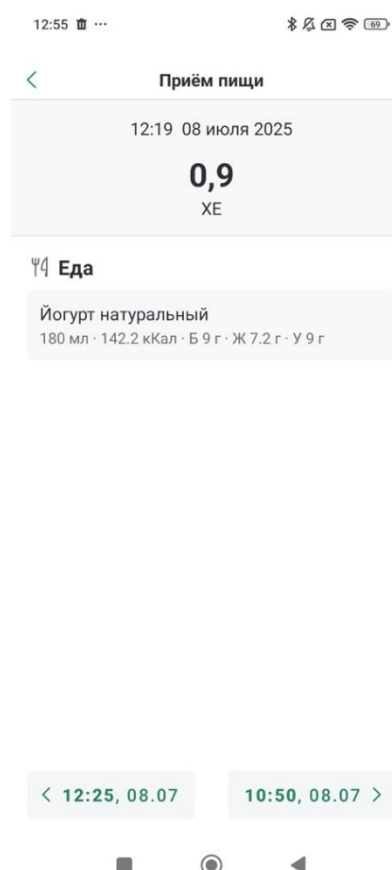 12:55 ...
69
Приём пищи
12:19 08 июля 2025
0,9
ХЕ
Еда
Йогурт натуральный
180 мл · 142.2 кКал · Б 9 г · Ж 7.2 г · У 9 г
< 12:25, 08.07
10:50, 08.07 >